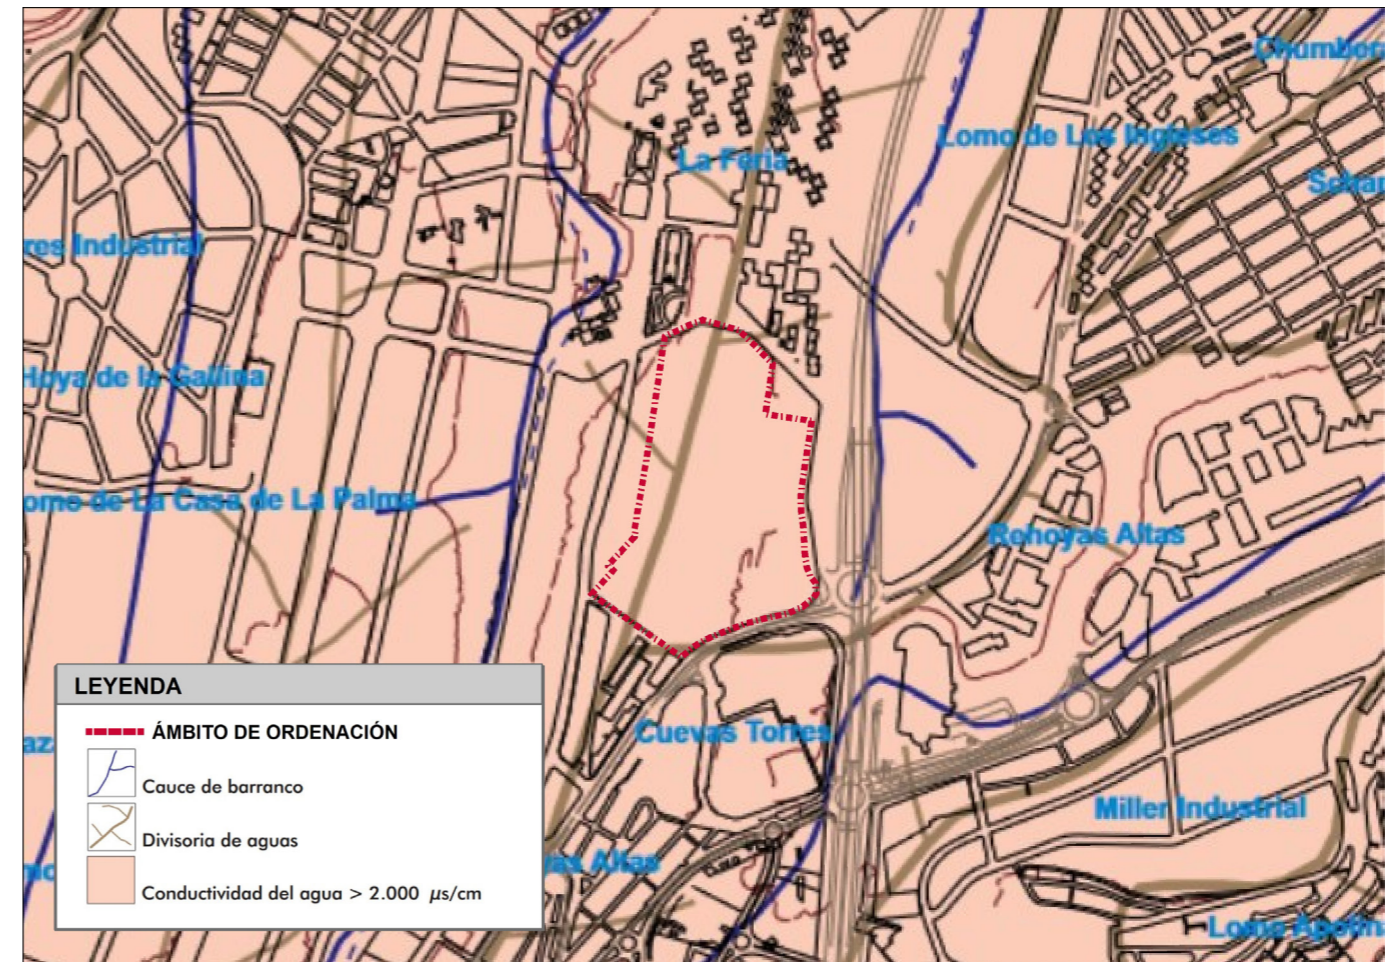 Chumber
Lomo de Los Ingleses
La Feria
Schar
res Industrial
Hoya de la Gallina
omo de La Casa de La Palma
Rehoyas Altas
LEYENDA
ÁMBITO DE ORDENACIÓN
Cauce de barranco
Divisoria de aguas
Conductividad del agua > 2.000 µs/cm
Cuevas Torres
Miller Industrial
as Altas
Lomo Apolin